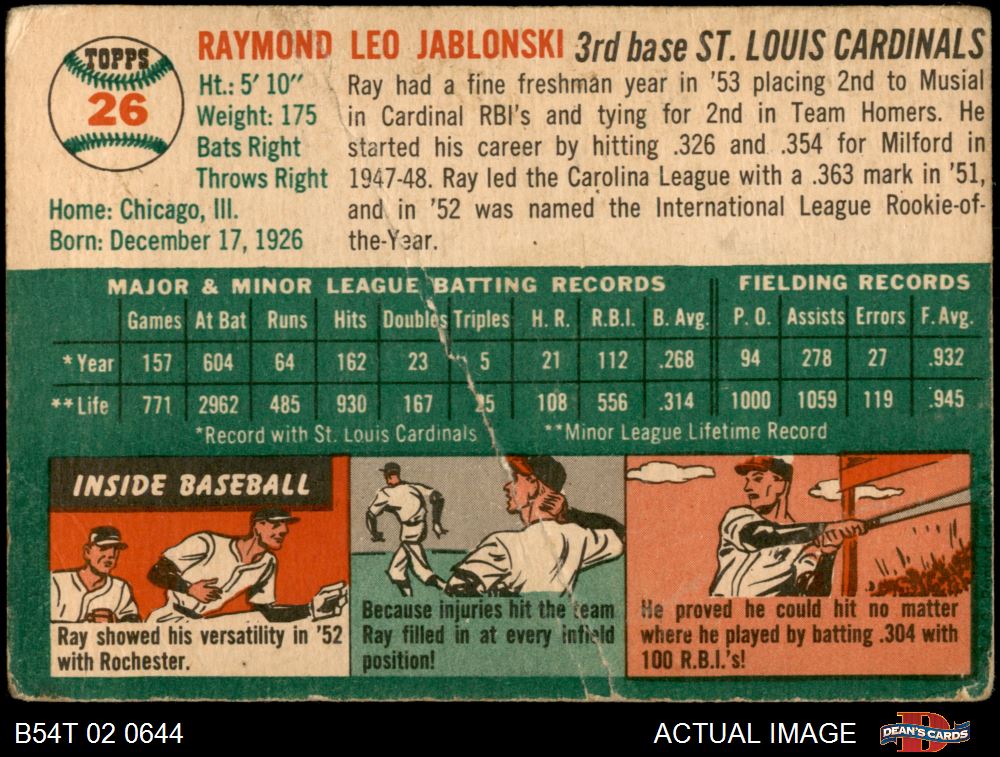 TOPPS
26
RAYMOND LEO JABLONSKI 3rd base ST. LOUIS CARDINALS
Ht.: 5' 10"
Weight: 175
Bats Right
Throws Right
Home: Chicago, Ill.
Born: December 17, 1926
Ray had a fine freshman year in '53 placing 2nd to Musial
in Cardinal RBI's and tying for 2nd in Team Homers. He
started his career by hitting .326 and .354 for Milford in
1947-48. Ray led the Carolina League with a .363 mark in '51,
and in '52 was named the International League Rookie-of-
the-Year.
MAJOR & MINOR LEAGUE BATTING RECORDS FIELDING RECORDS
Games At Bat Runs Hits Doubles Triples H. R. R.B.I. B. Avg. P. O. Assists Errors F. Avg.
*Year 157 604 64 162 23 5 21 112 .268 94 278 27 .932
**Life 771 2962 485 930 167 25 108 556 .314 1000 1059 119 .945
*Record with St. Louis Cardinals **Minor League Lifetime Record
INSIDE BASEBALL
Ray showed his versatility in '52
with Rochester.
Because injuries hit the team
Ray filled in at every infield
position!
He proved he could hit no matter
where he played by batting .304 with
100 R.B.I.'s!
B54T 02 0644
ACTUAL IMAGE
DEAN'S CARDS